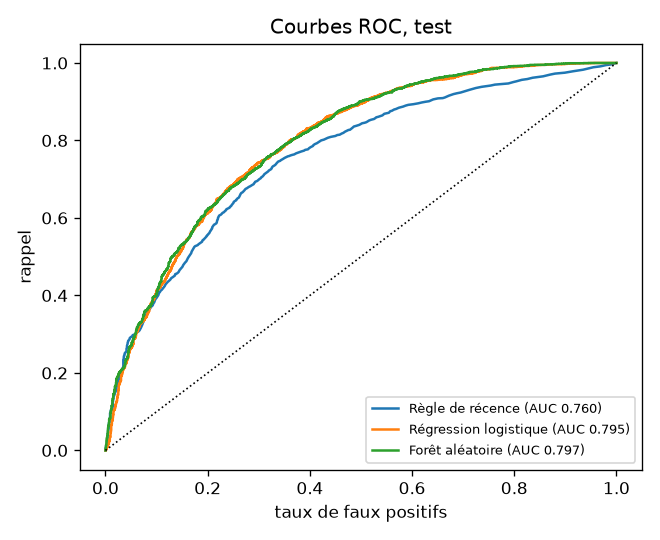 Courbes ROC, test
1.0
0.8
0.6
0.4
0.2
0.0
rappel
Règle de récence (AUC 0.760)
Régression logistique (AUC 0.795)
Forêt aléatoire (AUC 0.797)
0.0 0.2 0.4 0.6 0.8 1.0
taux de faux positifs